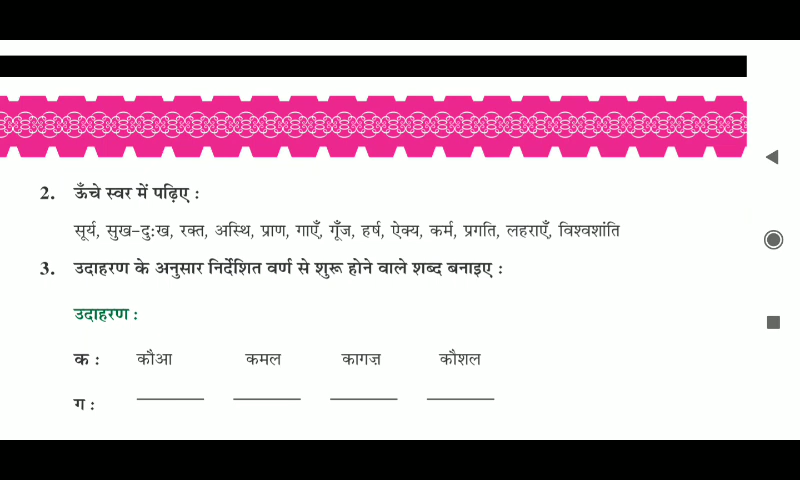 2. ऊँचे स्वर में पढ़िए :
सूर्य, सुख-दुःख, रक्त, अस्थि, प्राण, गाएँ, गूँज, हर्ष, ऐक्य, कर्म, प्रगति, लहराएँ, विश्वशांति
3. उदाहरण के अनुसार निर्देशित वर्ण से शुरू होने वाले शब्द बनाइए :
उदाहरण :
क : कौआ कमल कागज़ कौशल
ग :